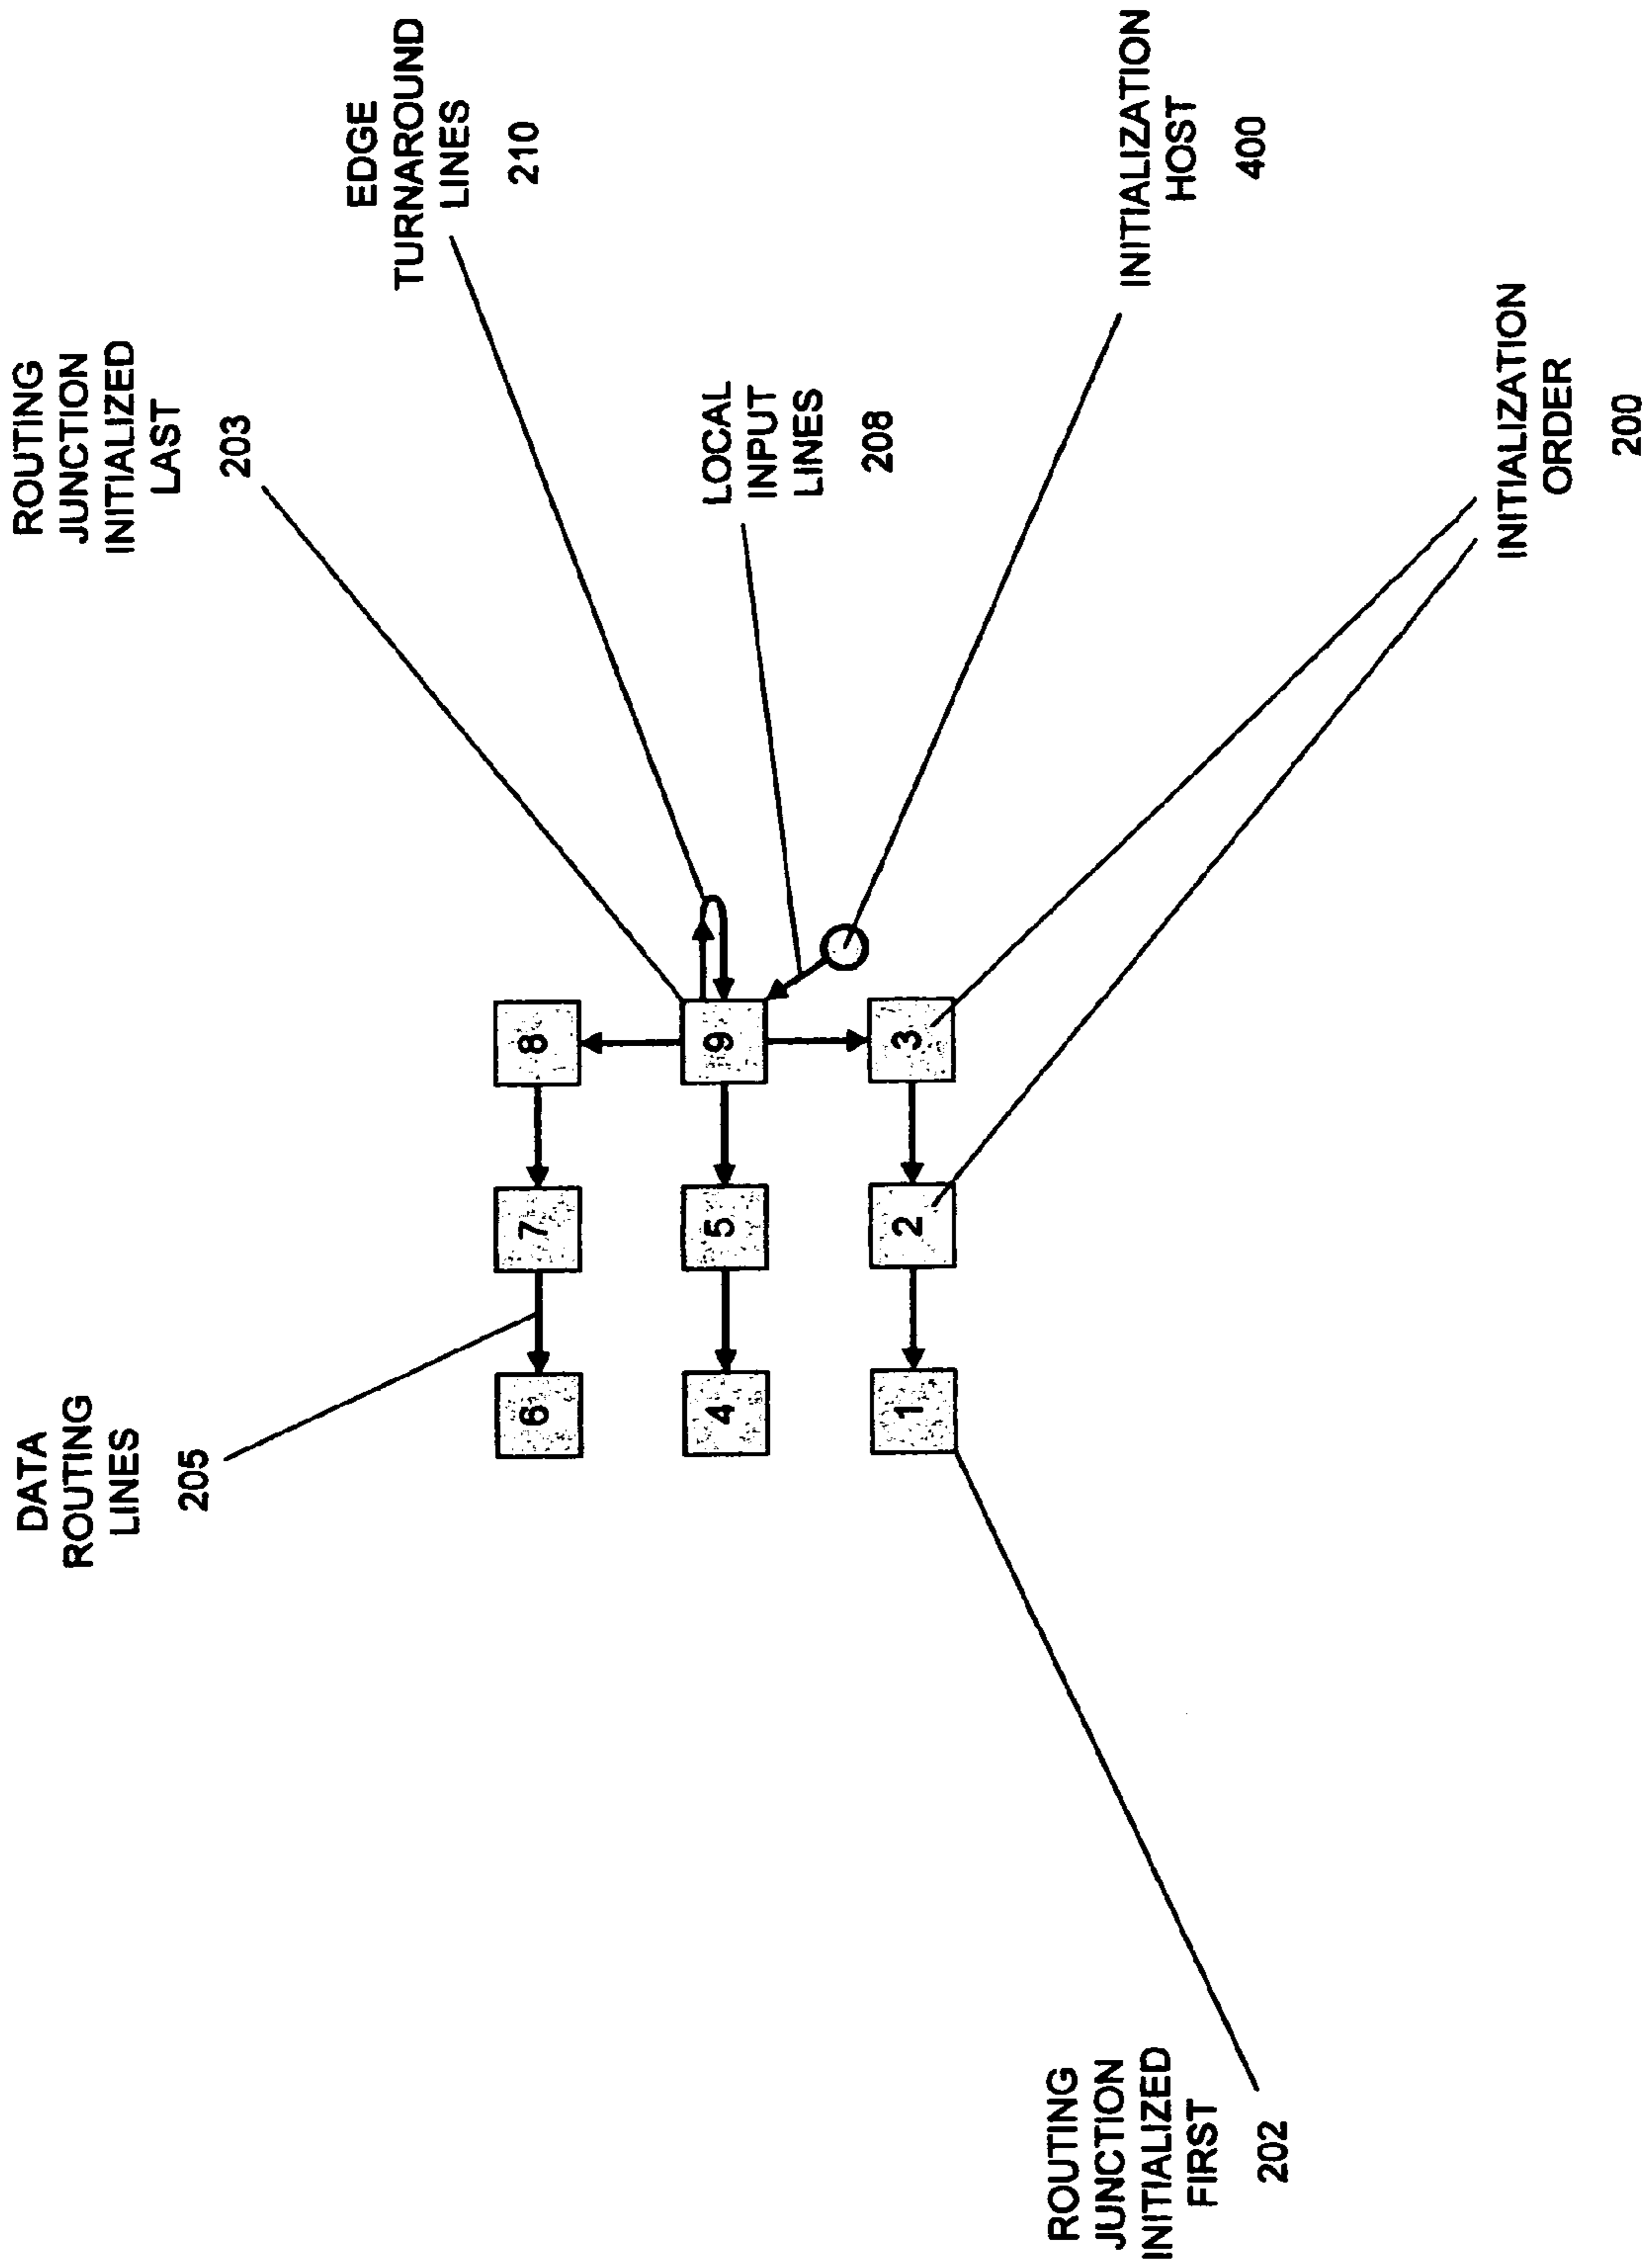 DATA
ROUTING
LINES
205
ROUTING
JUNCTION
INITIALIZED
LAST
203
EDGE
TURNAROUND
LINES
210
6
7
8
4
5
9
LOCAL
INPUT
LINES
208
1
2
3
ROUTING
JUNCTION
INITIALIZED
FIRST
202
INITIALIZATION
HOST
400
INITIALIZATION
ORDER
200